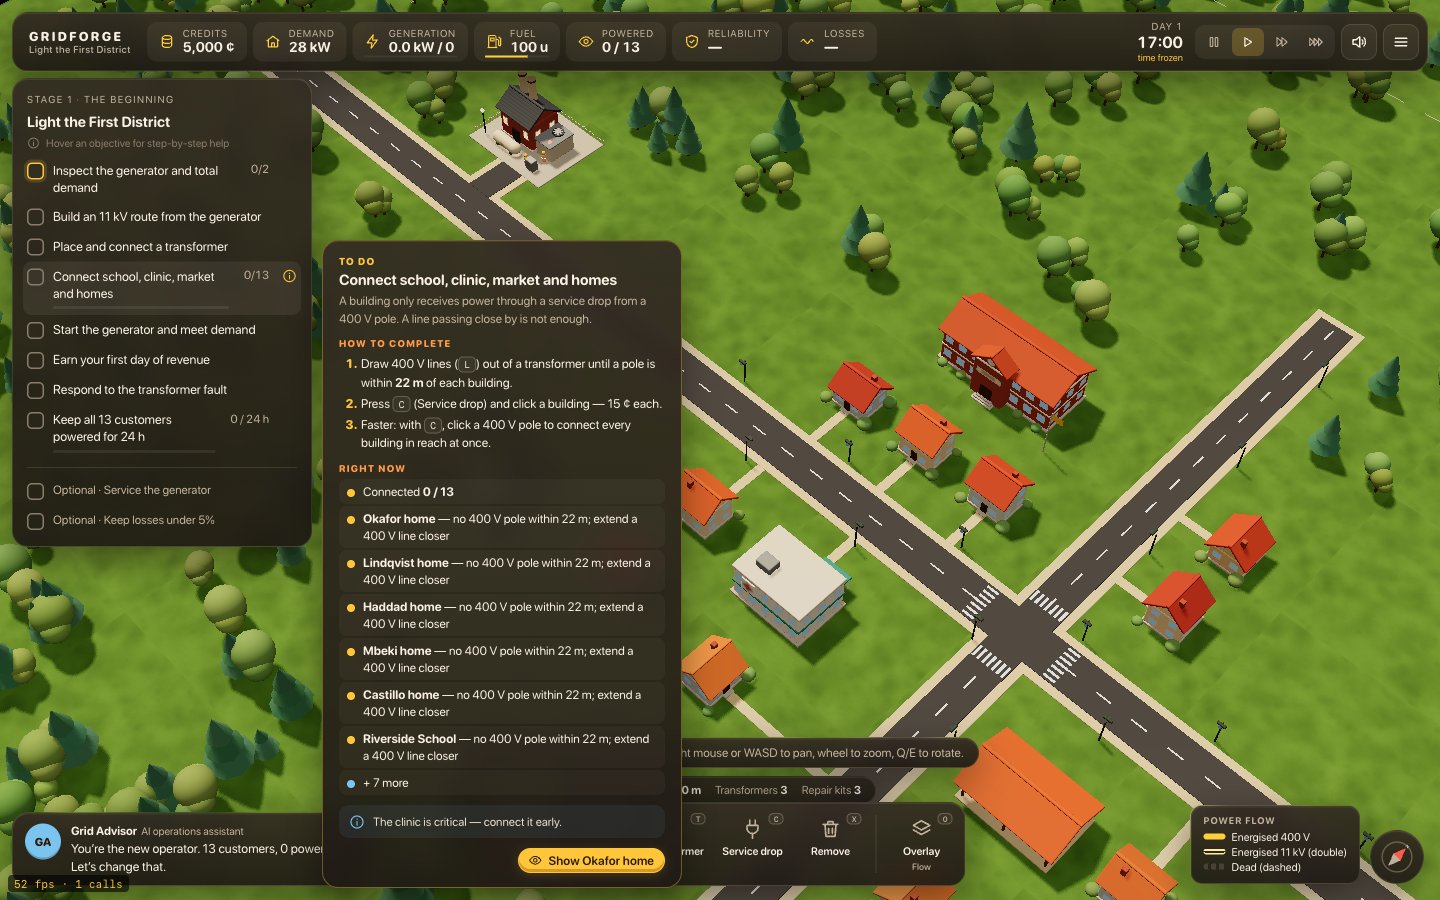 GRIDFORGE
Light the First District
CREDITS
5,000 ¢
DEMAND
28 kW
GENERATION
0.0 kW / 0
FUEL
100 u
POWERED
0 / 13
RELIABILITY
—
LOSSES
—
DAY 1
17:00
time frozen
STAGE 1 · THE BEGINNING
Light the First District
Hover an objective for step-by-step help
Inspect the generator and total 0/2
demand
Build an 11 kV route from the generator
Place and connect a transformer
Connect school, clinic, market 0/13
and homes
Start the generator and meet demand
Earn your first day of revenue
Respond to the transformer fault
Keep all 13 customers 0 / 24 h
powered for 24 h
Optional · Service the generator
Optional · Keep losses under 5%
TO DO
Connect school, clinic, market and homes
A building only receives power through a service drop from a
400 V pole. A line passing close by is not enough.
HOW TO COMPLETE
1. Draw 400 V lines ( L ) out of a transformer until a pole is
within 22 m of each building.
2. Press C (Service drop) and click a building — 15 ¢ each.
3. Faster: with C , click a 400 V pole to connect every
building in reach at once.
RIGHT NOW
Connected 0 / 13
Okafor home — no 400 V pole within 22 m; extend a
400 V line closer
Lindqvist home — no 400 V pole within 22 m; extend a
400 V line closer
Haddad home — no 400 V pole within 22 m; extend a
400 V line closer
Mbeki home — no 400 V pole within 22 m; extend a
400 V line closer
Castillo home — no 400 V pole within 22 m; extend a
400 V line closer
Riverside School — no 400 V pole within 22 m; extend
a 400 V line closer
+ 7 more
The clinic is critical — connect it early.
Show Okafor home
ht mouse or WASD to pan, wheel to zoom, Q/E to rotate.
0 m Transformers 3 Repair kits 3
T
rmer
C
Service drop
X
Remove
O
Overlay
Flow
GA
Grid Advisor AI operations assistant
You're the new operator. 13 customers, 0 power
Let's change that.
52 fps · 1 calls
POWER FLOW
Energised 400 V
Energised 11 kV (double)
Dead (dashed)